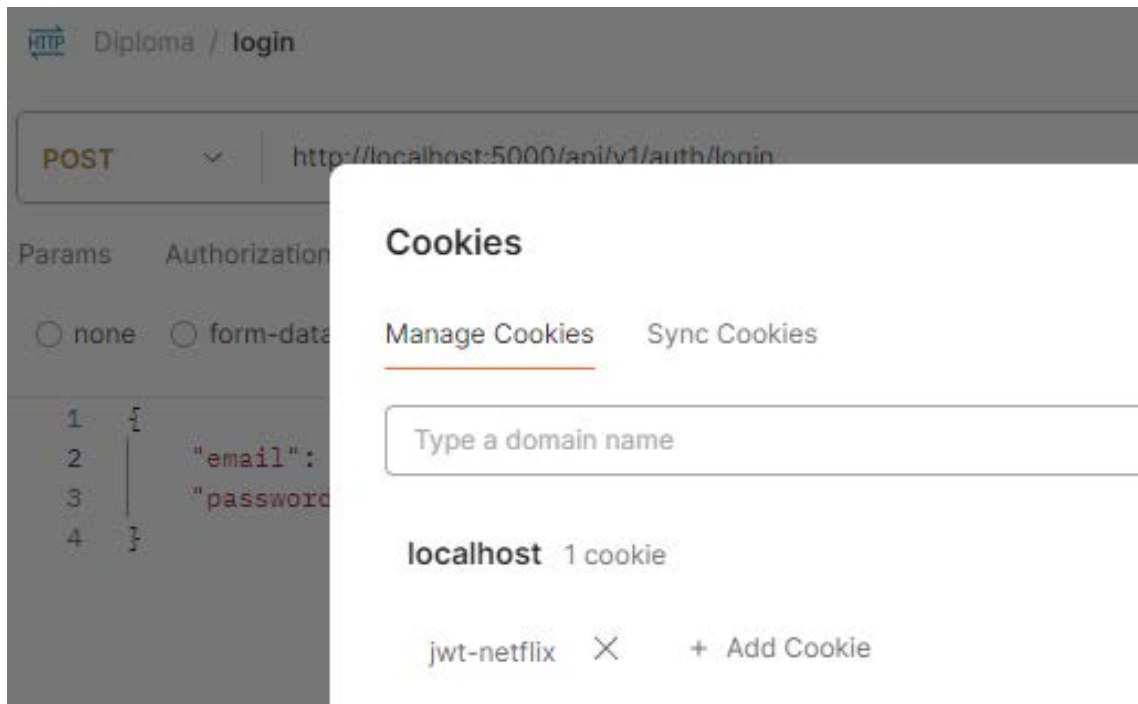 HTTP Diploma / login
POST http://localhost:5000/api/v1/auth/login
Params Authorization
none form-data
1 {
2 "email":
3 "password
4 }
Cookies
Manage Cookies Sync Cookies
Type a domain name
localhost 1 cookie
jwt-netflix + Add Cookie